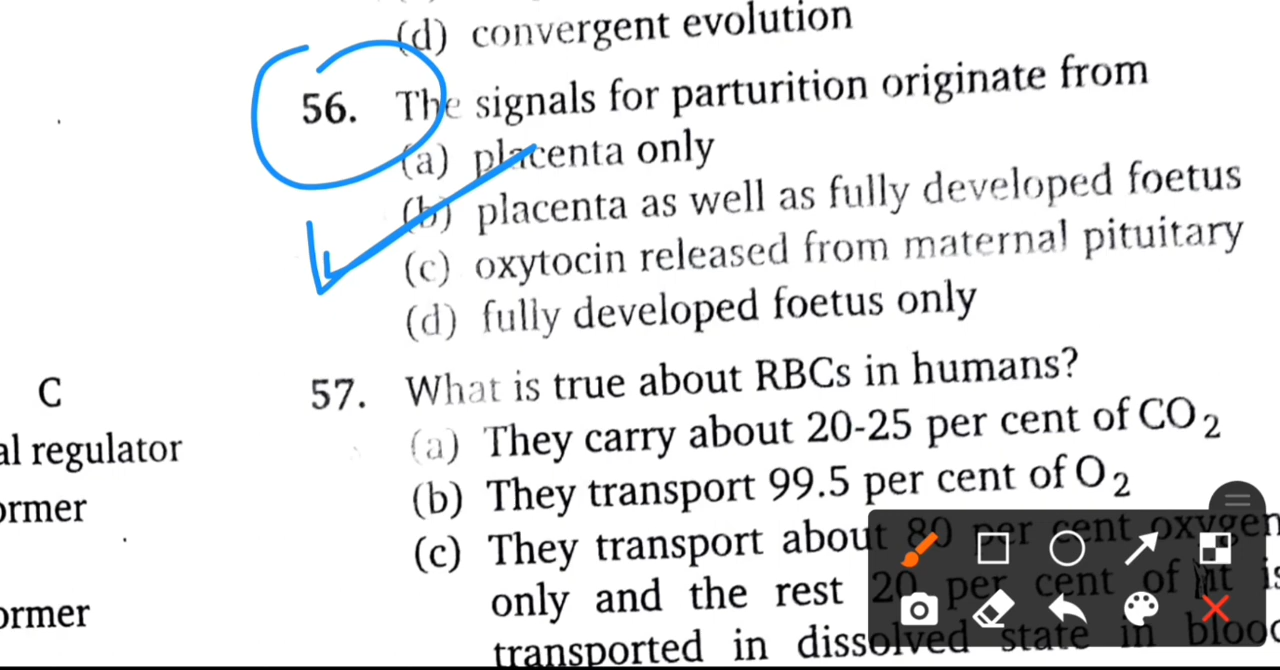 (d) convergent evolution
56. The signals for parturition originate from
(a) placenta only
(b) placenta as well as fully developed foetus
(c) oxytocin released from maternal pituitary
(d) fully developed foetus only
C
57. What is true about RBCs in humans?
(a) They carry about 20-25 per cent of CO2
al regulator
(b) They transport 99.5 per cent of O2
ormer
(c) They transport about 80 per cent oxygen
only and the rest 20 per cent of it is
ormer
transported in dissolved state in blood